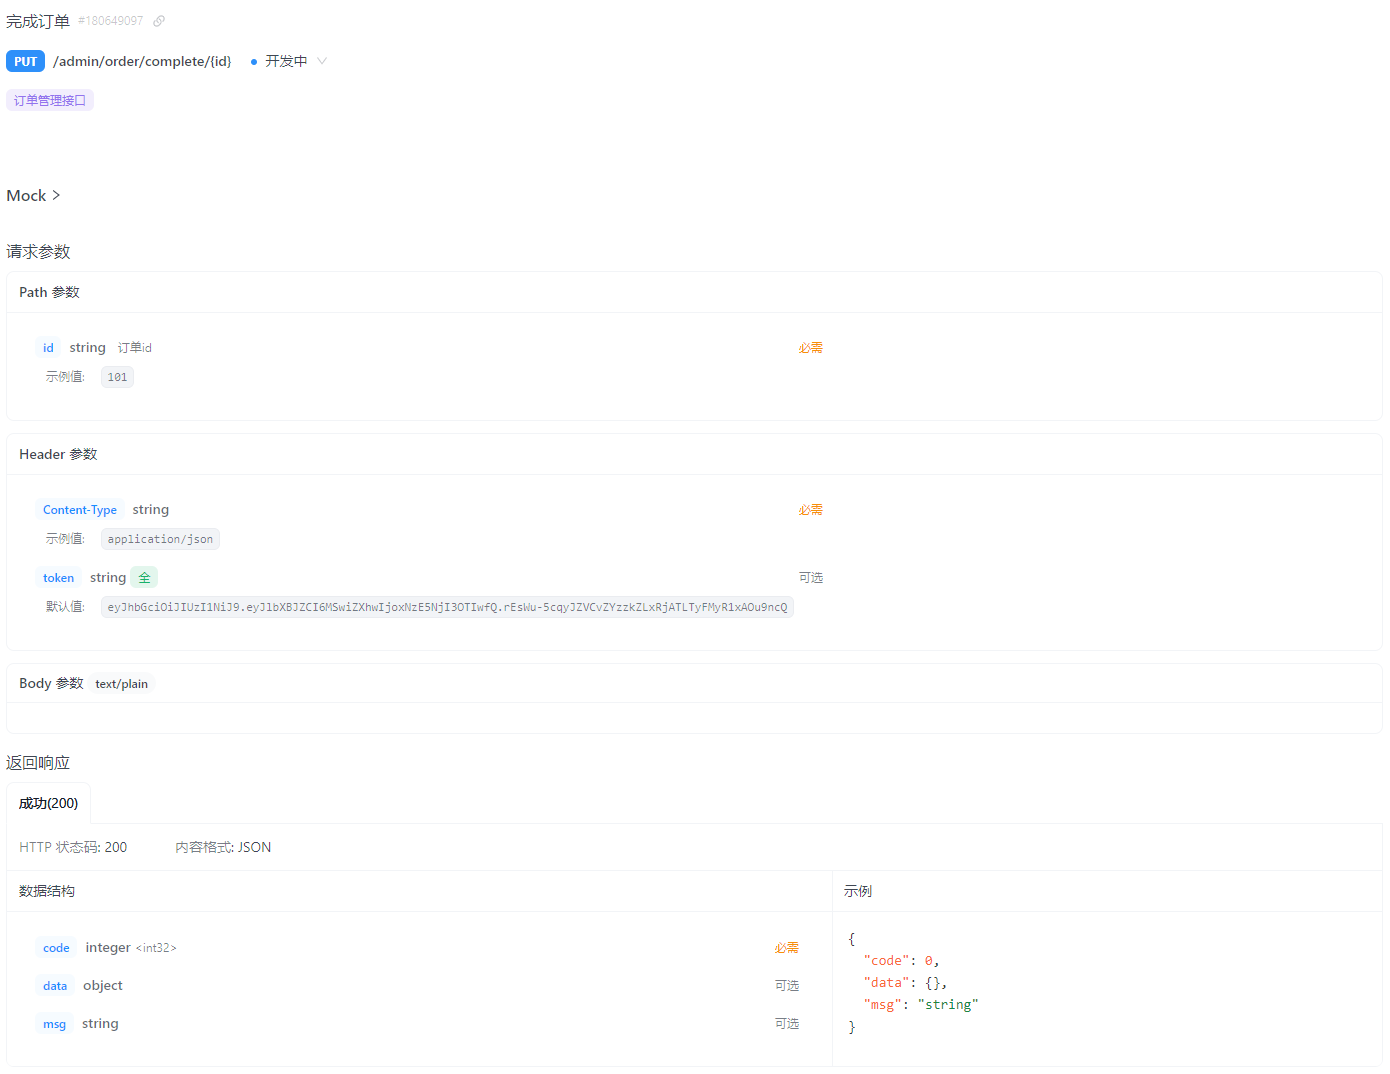 完成订单 #180649097
PUT /admin/order/complete/{id} 开发中
订单管理接口
Mock >
请求参数
Path 参数
id string 订单id 必需
示例值: 101
Header 参数
Content-Type string 必需
示例值: application/json
token string 全 可选
默认值: eyJhbGciOiJIUzI1NiJ9.eyJlbXBJZCI6MSwiZXhwIjoxNzE5NjI3OTIwfQ.rEsWu-5cqyJZVCvZYzzkZLxRjATLTyFMyR1xAOu9ncQ
Body 参数 text/plain
返回响应
成功(200)
HTTP 状态码: 200 内容格式: JSON
数据结构 示例
code integer <int32> 必需
data object 可选
msg string 可选
{
"code": 0,
"data": {},
"msg": "string"
}